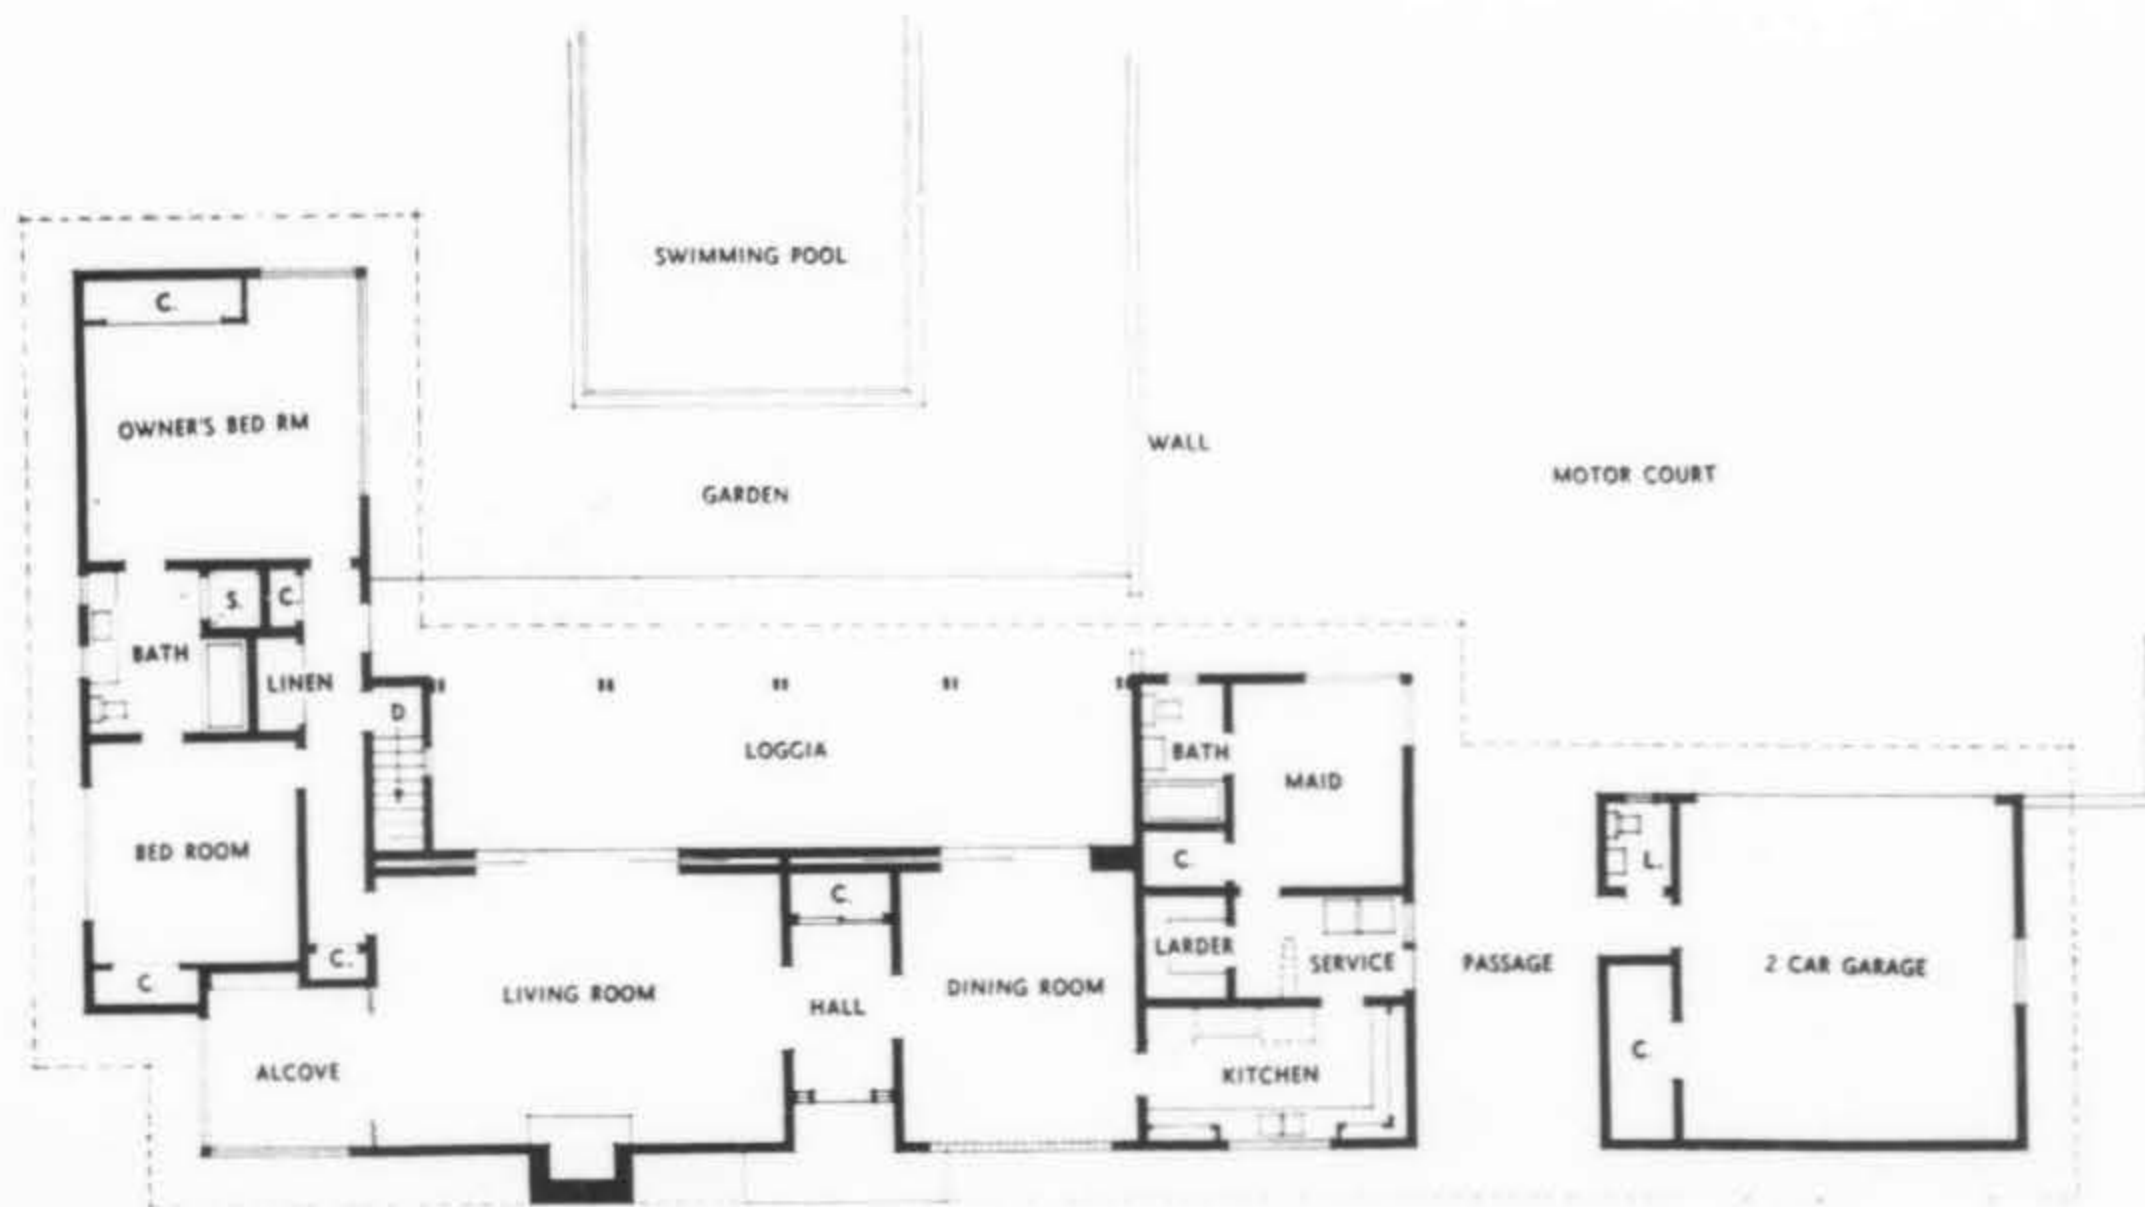 SWIMMING POOL
C.
OWNER'S BED RM
WALL
MOTOR COURT
GARDEN
S.
C.
BATH
LINEN
D
LOGGIA
BATH
MAID
BED ROOM
C.
L.
C.
LARDER
SERVICE
PASSAGE
2 CAR GARAGE
C.
C.
LIVING ROOM
HALL
DINING ROOM
C.
ALCOVE
KITCHEN